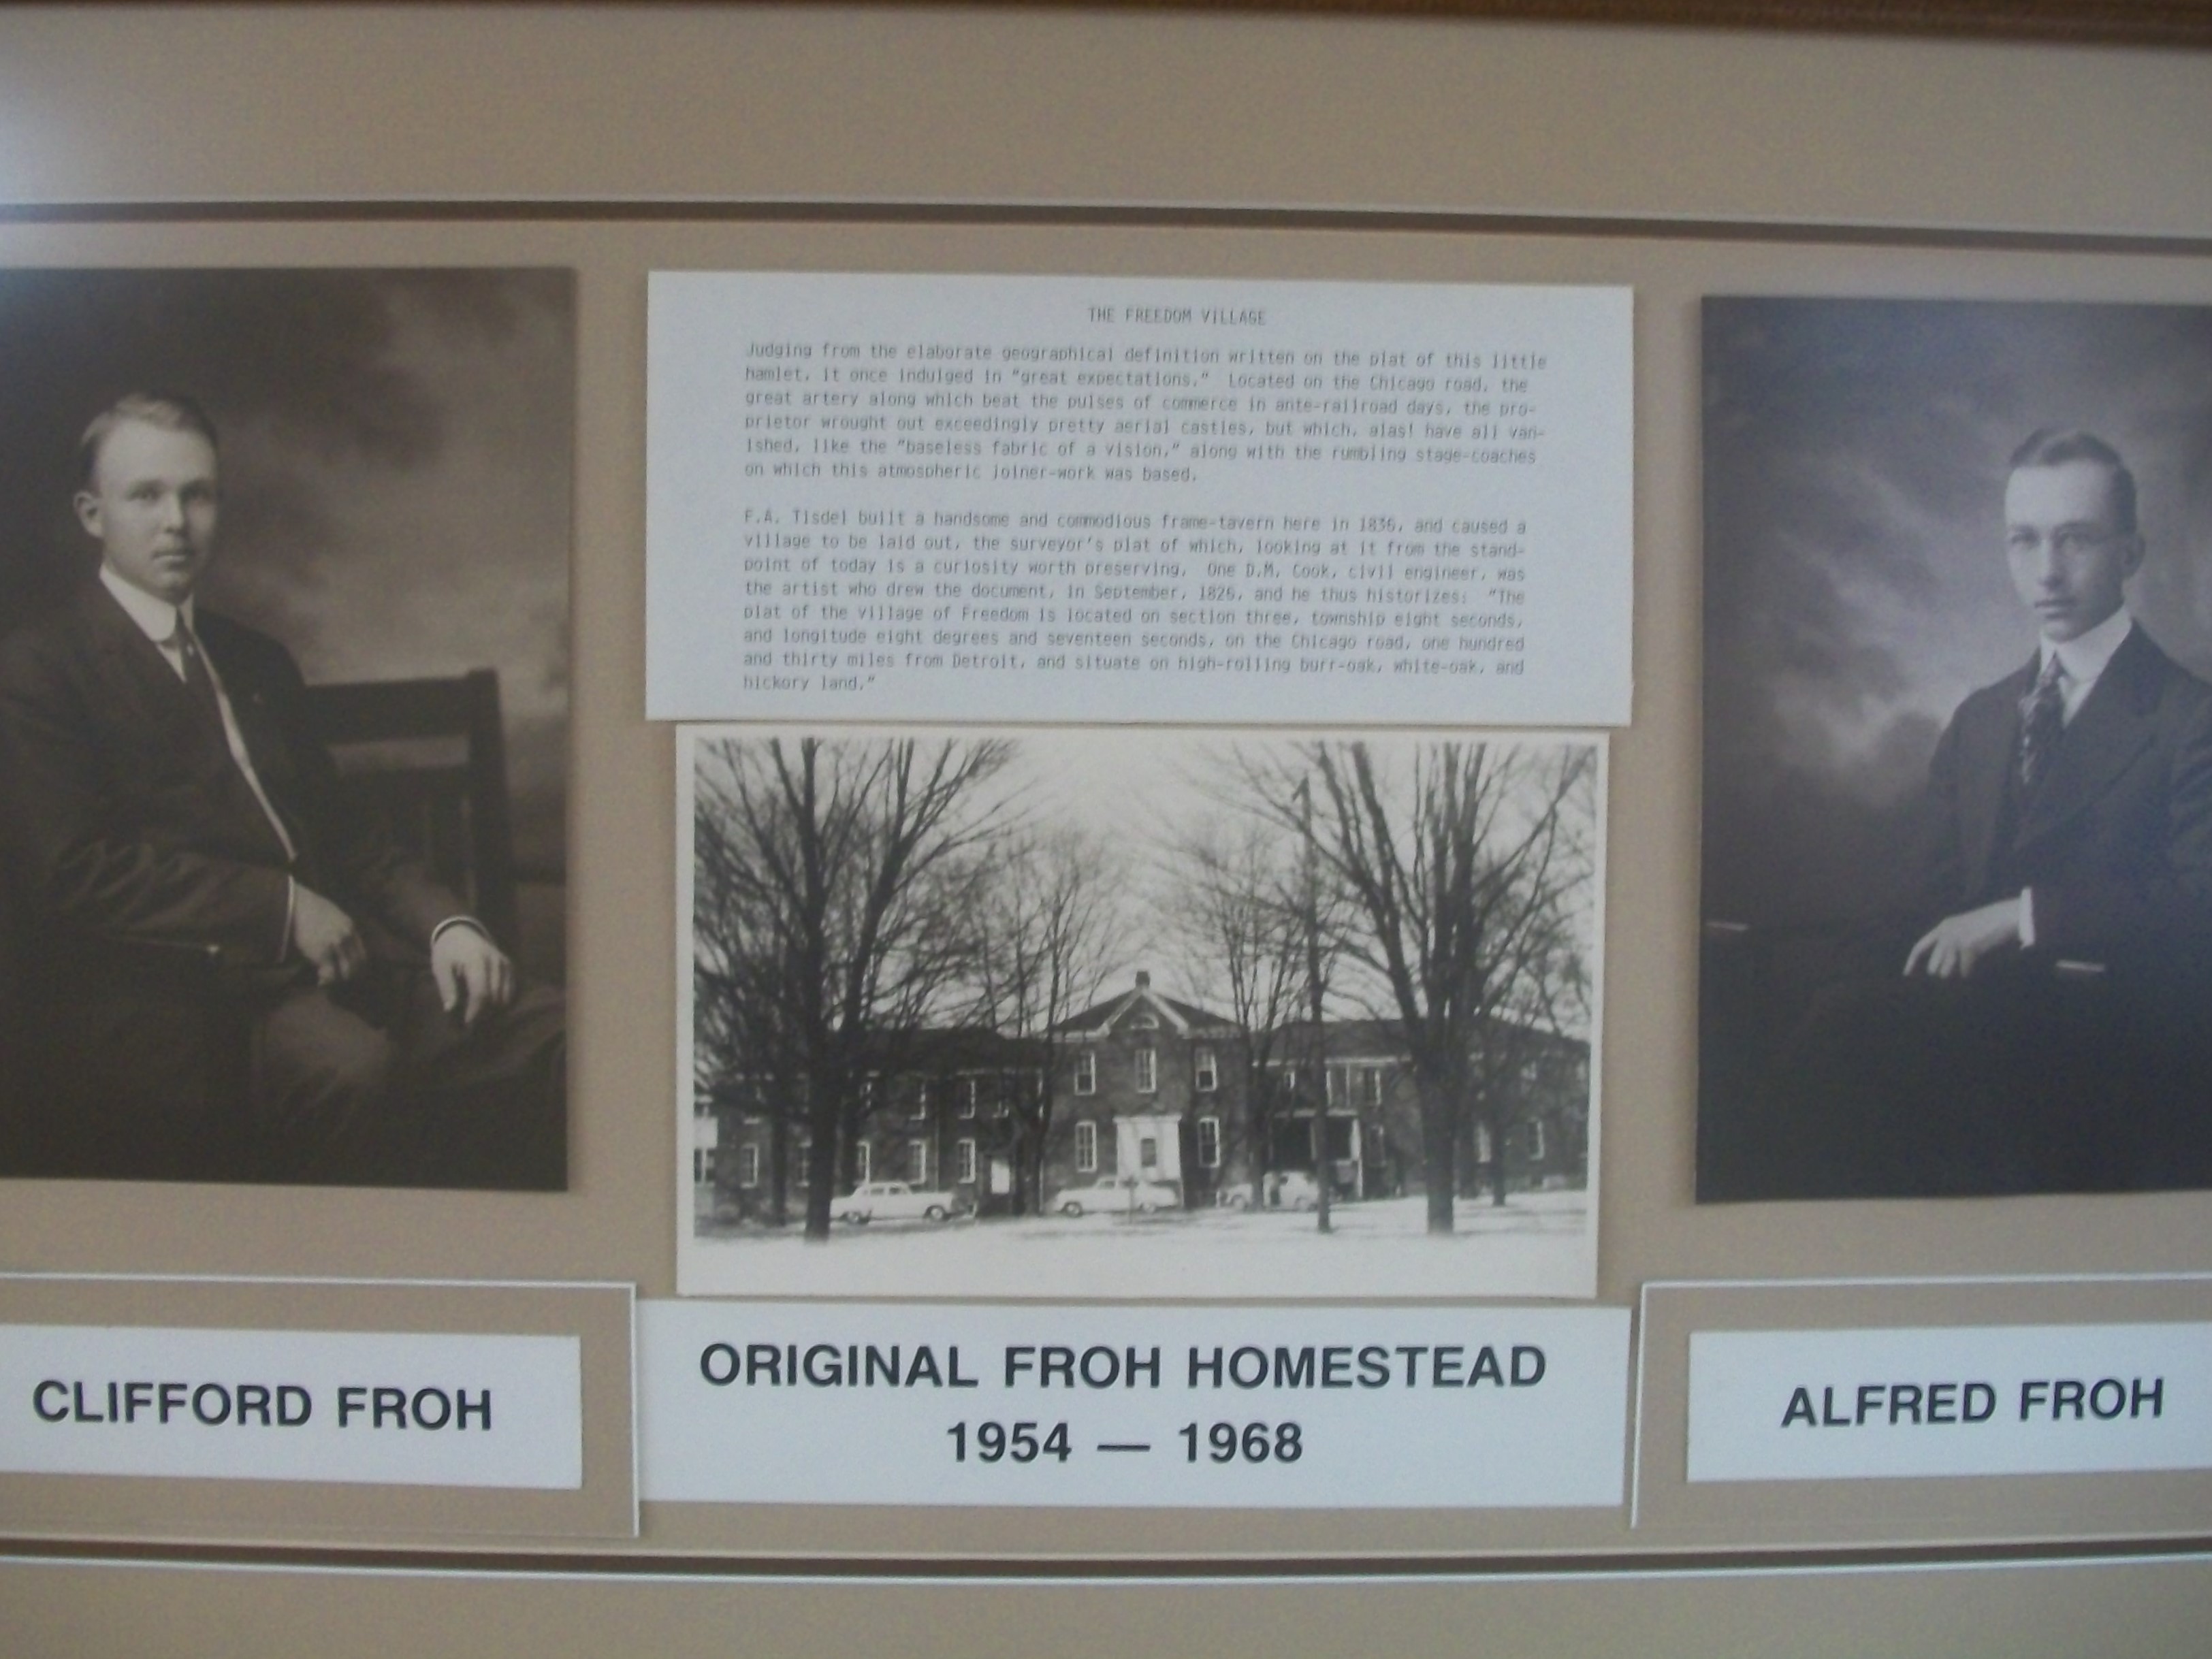 THE FREEDOM VILLAGE
Judging from the elaborate geographical definition written on the plat of this little
hamlet, it once indulged in "great expectations." Located on the Chicago road, the
great artery along which beat the pulses of commerce in ante-railroad days, the pro-
prietor wrought out exceedingly pretty aerial castles, but which, alas! have all van-
ished, like the "baseless fabric of a vision," along with the rumbling stage-coaches
on which this atmospheric joiner-work was based.
F.A. Tisdel built a handsome and commodious frame-tavern here in 1836, and caused a
village to be laid out, the surveyor's plat of which, looking at it from the stand-
point of today is a curiosity worth preserving. One D.M. Cook, civil engineer, was
the artist who drew the document, in September, 1826, and he thus historizes: "The
plat of the village of Freedom is located on section three, township eight seconds,
and longitude eight degrees and seventeen seconds, on the Chicago road, one hundred
and thirty miles from Detroit, and situate on high-rolling burr-oak, white-oak, and
hickory land."
CLIFFORD FROH
ORIGINAL FROH HOMESTEAD
1954 — 1968
ALFRED FROH